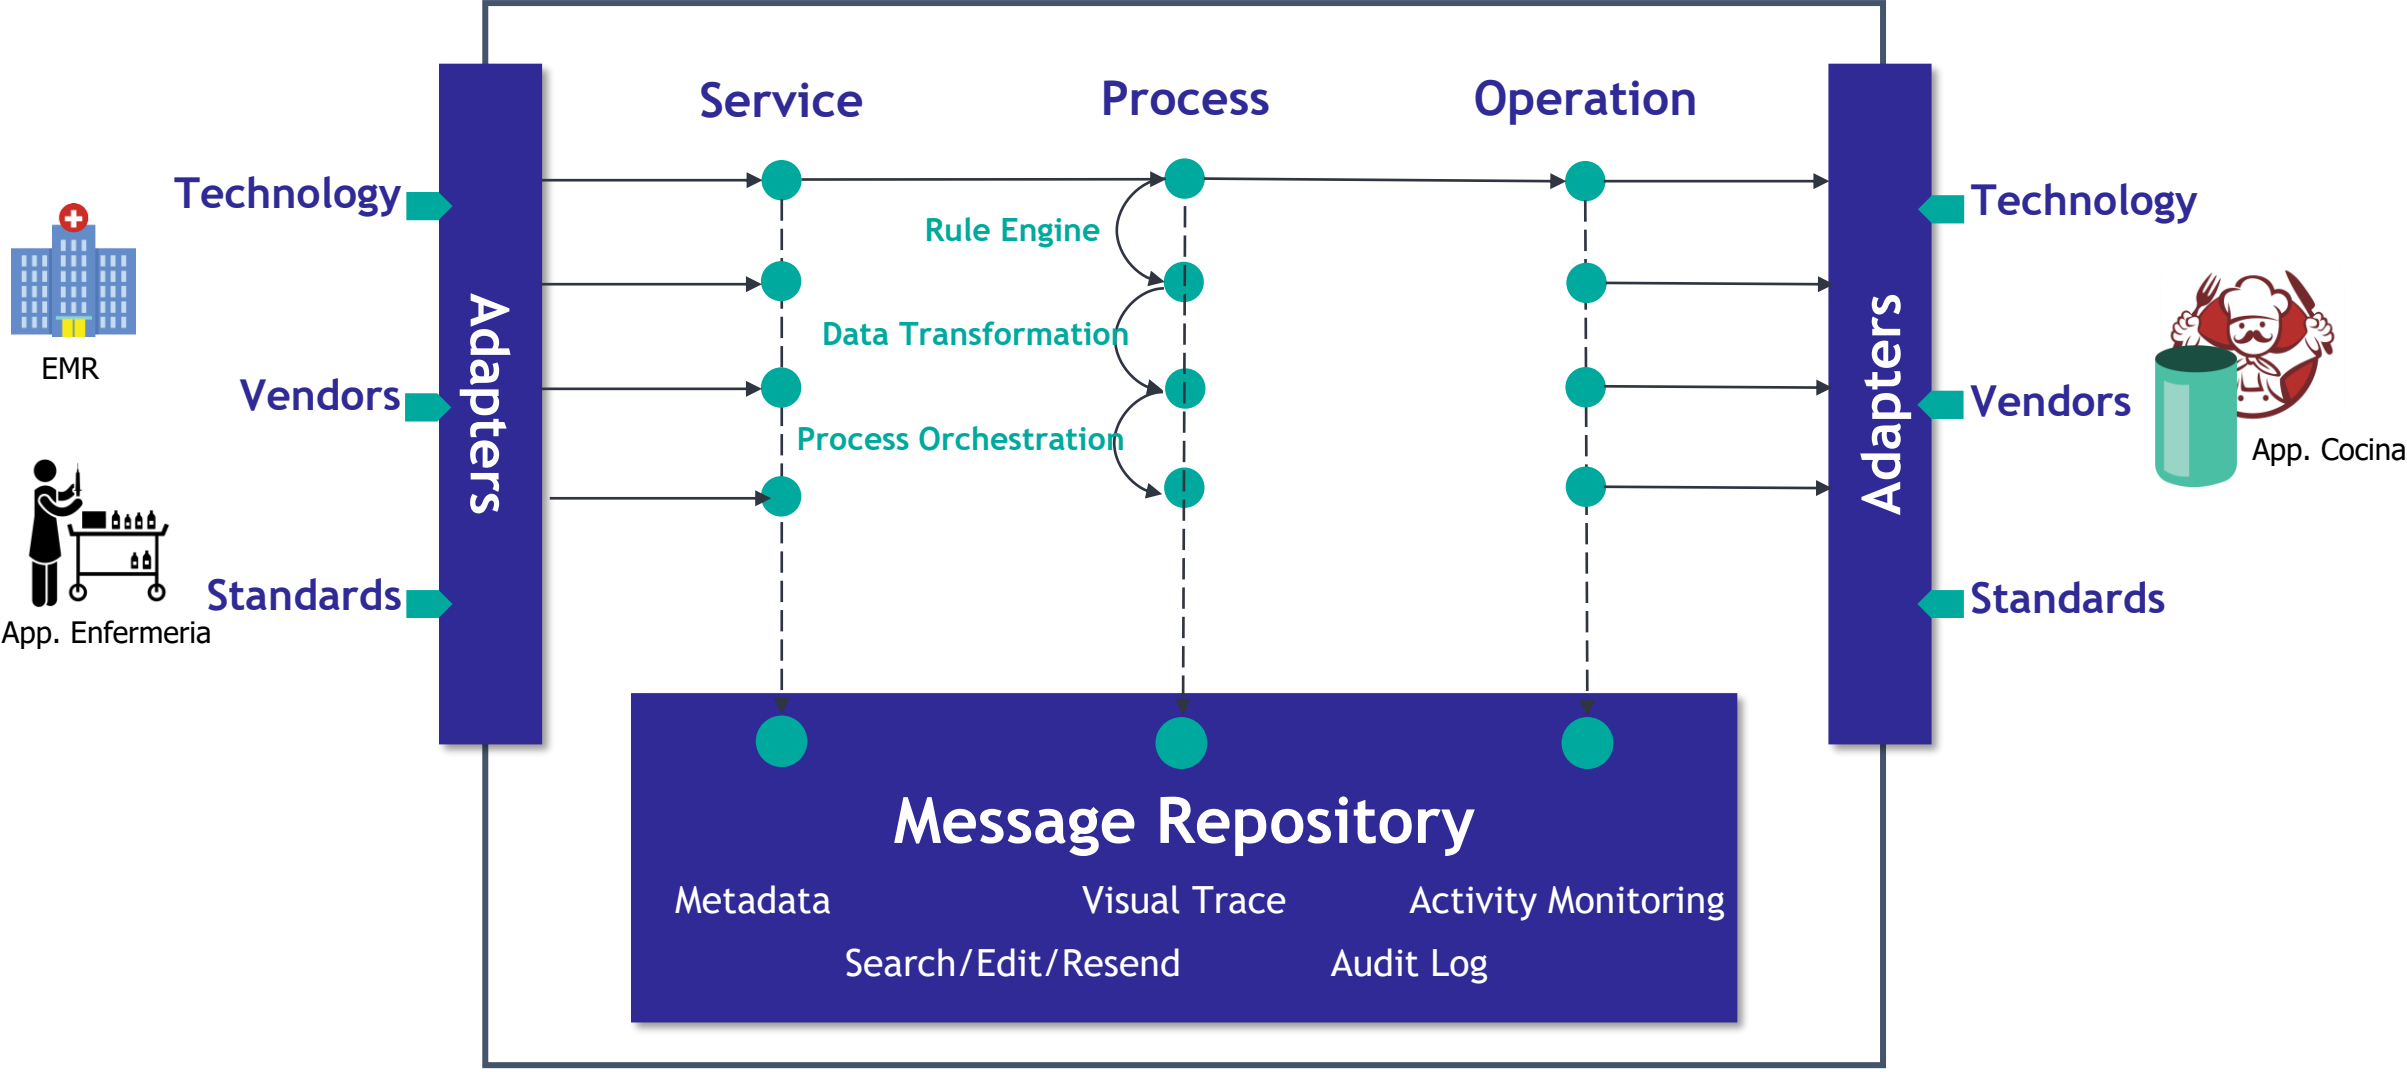 Service
Process
Operation
Technology
Technology
Rule Engine
Data Transformation
Adapters
Adapters
EMR
Vendors
Vendors
Process Orchestration
App. Cocina
Standards
Standards
App. Enfermeria
Message Repository
Metadata
Visual Trace
Activity Monitoring
Search/Edit/Resend
Audit Log